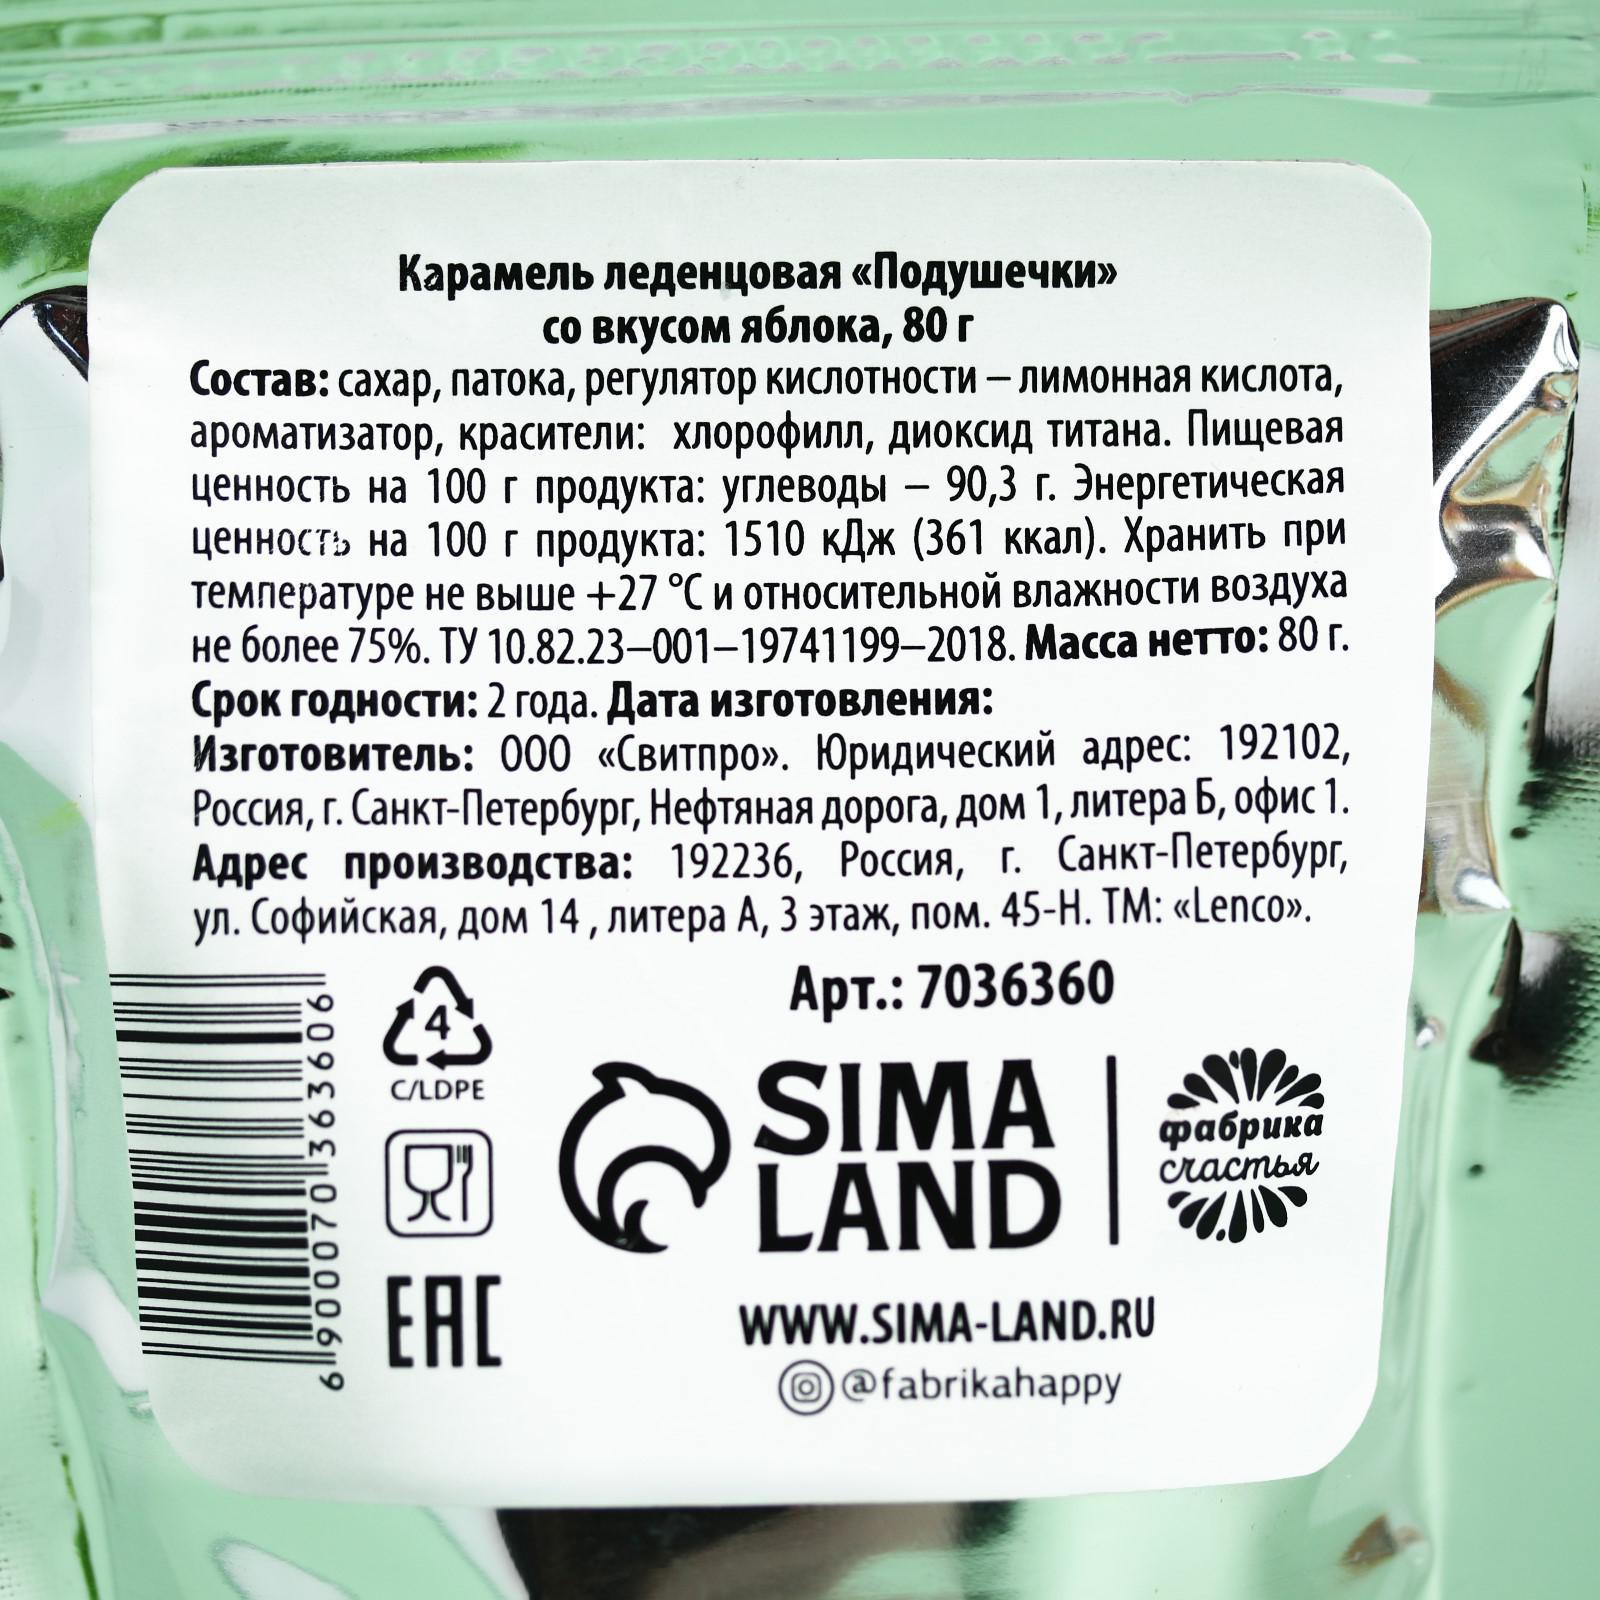 Карамель леденцовая «Подушечки»
со вкусом яблока, 80 г
Состав: сахар, патока, регулятор кислотности – лимонная кислота,
ароматизатор, красители: хлорофилл, диоксид титана. Пищевая
ценность на 100 г продукта: углеводы – 90,3 г. Энергетическая
ценность на 100 г продукта: 1510 кДж (361 ккал). Хранить при
температуре не выше +27 °С и относительной влажности воздуха
не более 75%. ТУ 10.82.23–001–19741199–2018. Масса нетто: 80 г.
Срок годности: 2 года. Дата изготовления:
Изготовитель: ООО «Свитпро». Юридический адрес: 192102,
Россия, г. Санкт-Петербург, Нефтяная дорога, дом 1, литера Б, офис 1.
Адрес производства: 192236, Россия, г. Санкт-Петербург,
ул. Софийская, дом 14 , литера А, 3 этаж, пом. 45-Н. ТМ: «Lenco».
6900070363606
4
C/LDPE
EAC
Арт.: 7036360
SIMA
LAND
фабрика
счастья
WWW.SIMA-LAND.RU
@fabrikahappy